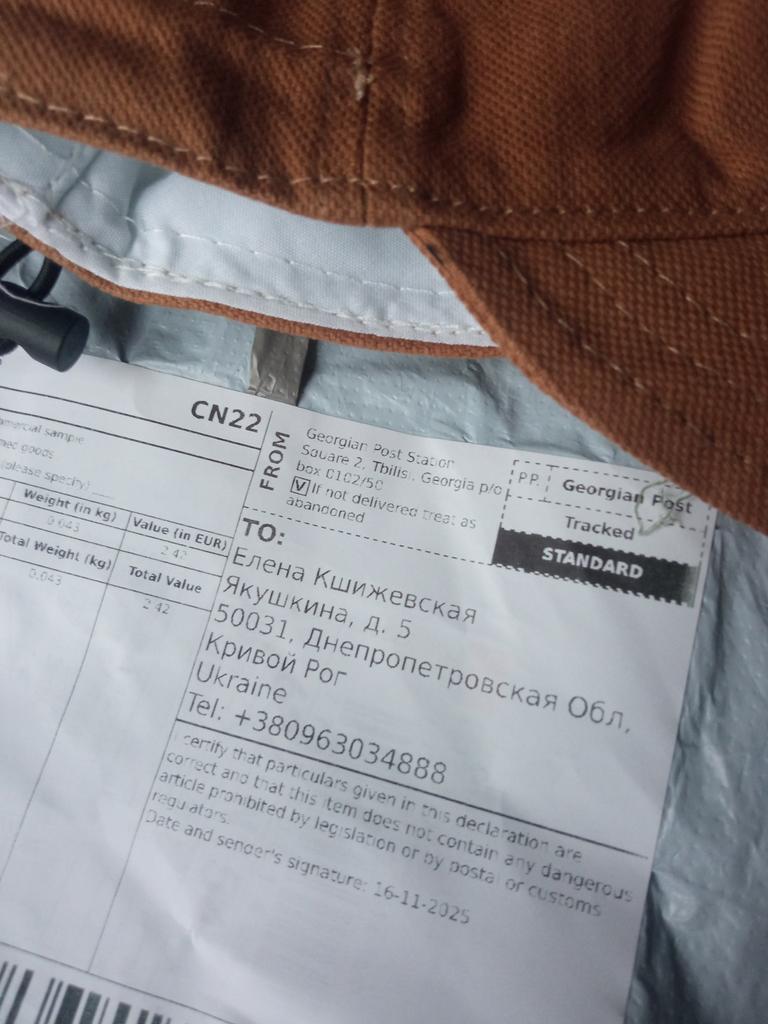 CN22
commercial sample
(please specify)
Weight (in kg)
Value (in EUR)
0.043
2.42
Total Weight (kg)
Total Value
0.043
2.42
FROM
Georgian Post Station
Square 2, Tbilisi, Georgia p/o
box 0102/50
If not delivered treat as
abandoned
P.P.
Georgian Post
Tracked
STANDARD
TO:
Елена Кшижевская
Якушкина, д. 5
50031, Днепропетровская Обл,
Кривой Рог
Ukraine
Tel: +380963034888
I certify that particulars given in this declaration are
correct and that this item does not contain any dangerous
article prohibited by legislation or by postal or customs
regulators.
Date and sender's signature: 16-11-2025